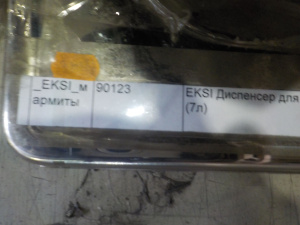 _EKSI_м 90123 EKSI Диспенсер для
армиты (7л)